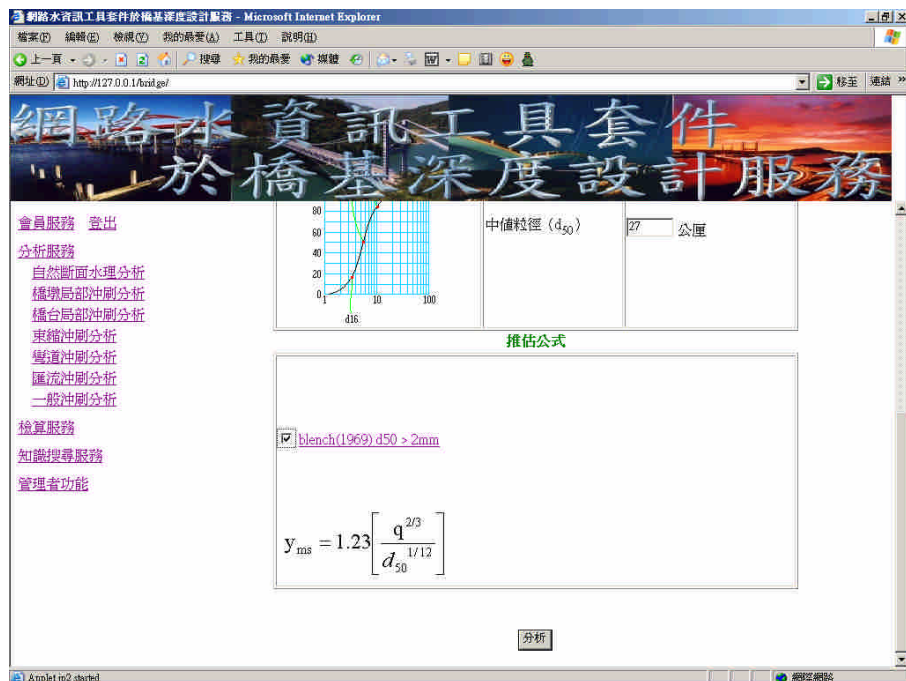 網路水資訊工具套件於橋基深度設計服務 - Microsoft Internet Explorer
檔案(F) 編輯(E) 檢視(V) 我的最愛(A) 工具(T) 說明(H)
上一頁 搜尋 我的最愛 媒體
網址(D) http://127.0.0.1/bridge/ 移至 連結 »
網路水資訊工具套件
於橋基深度設計服務
會員服務 登出
分析服務
自然斷面水理分析
橋墩局部沖刷分析
橋台局部沖刷分析
束縮沖刷分析
彎道沖刷分析
匯流沖刷分析
一般沖刷分析
檢算服務
知識搜尋服務
管理者功能
80
60
40
20
0
1 10 100
d16
中值粒徑 (d50) 27 公厘
推估公式
blench(1969) d50 > 2mm
y_ms = 1.23 [ q^2/3 / d_50^1/12 ]
分析
Applet ip2 started 網際網路